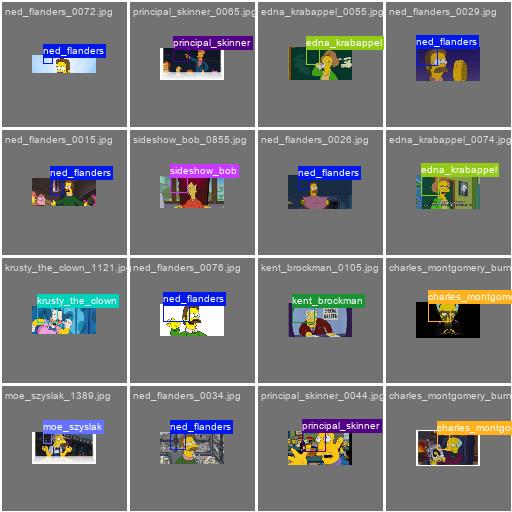 ned_flanders_0072.jpg
principal_skinner_0065.jpg
edna_krabappel_0055.jpg
ned_flanders_0029.jpg
ned_flanders
principal_skinner
edna_krabappel
ned_flanders
ned_flanders_0015.jpg
sideshow_bob_0855.jpg
ned_flanders_0026.jpg
edna_krabappel_0074.jpg
ned_flanders
sideshow_bob
ned_flanders
edna_krabappel
krusty_the_clown_1121.jpg
ned_flanders_0076.jpg
kent_brockman_0105.jpg
charles_montgomery_burn
krusty_the_clown
ned_flanders
kent_brockman
charles_montgome
moe_szyslak_1389.jpg
ned_flanders_0034.jpg
principal_skinner_0044.jpg
charles_montgomery_burn
moe_szyslak
ned_flanders
principal_skinner
charles_montgo